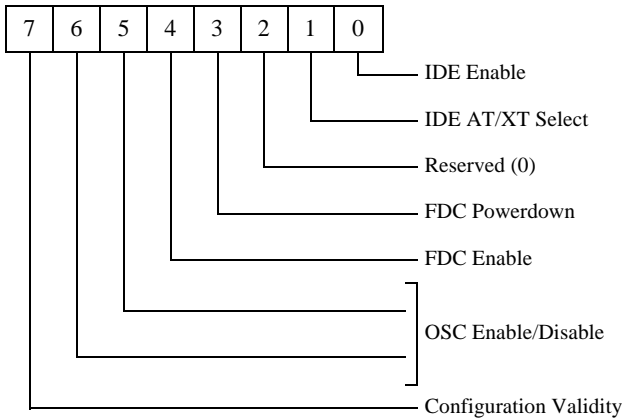 7 6 5 4 3 2 1 0
IDE Enable
IDE AT/XT Select
Reserved (0)
FDC Powerdown
FDC Enable
OSC Enable/Disable
Configuration Validity